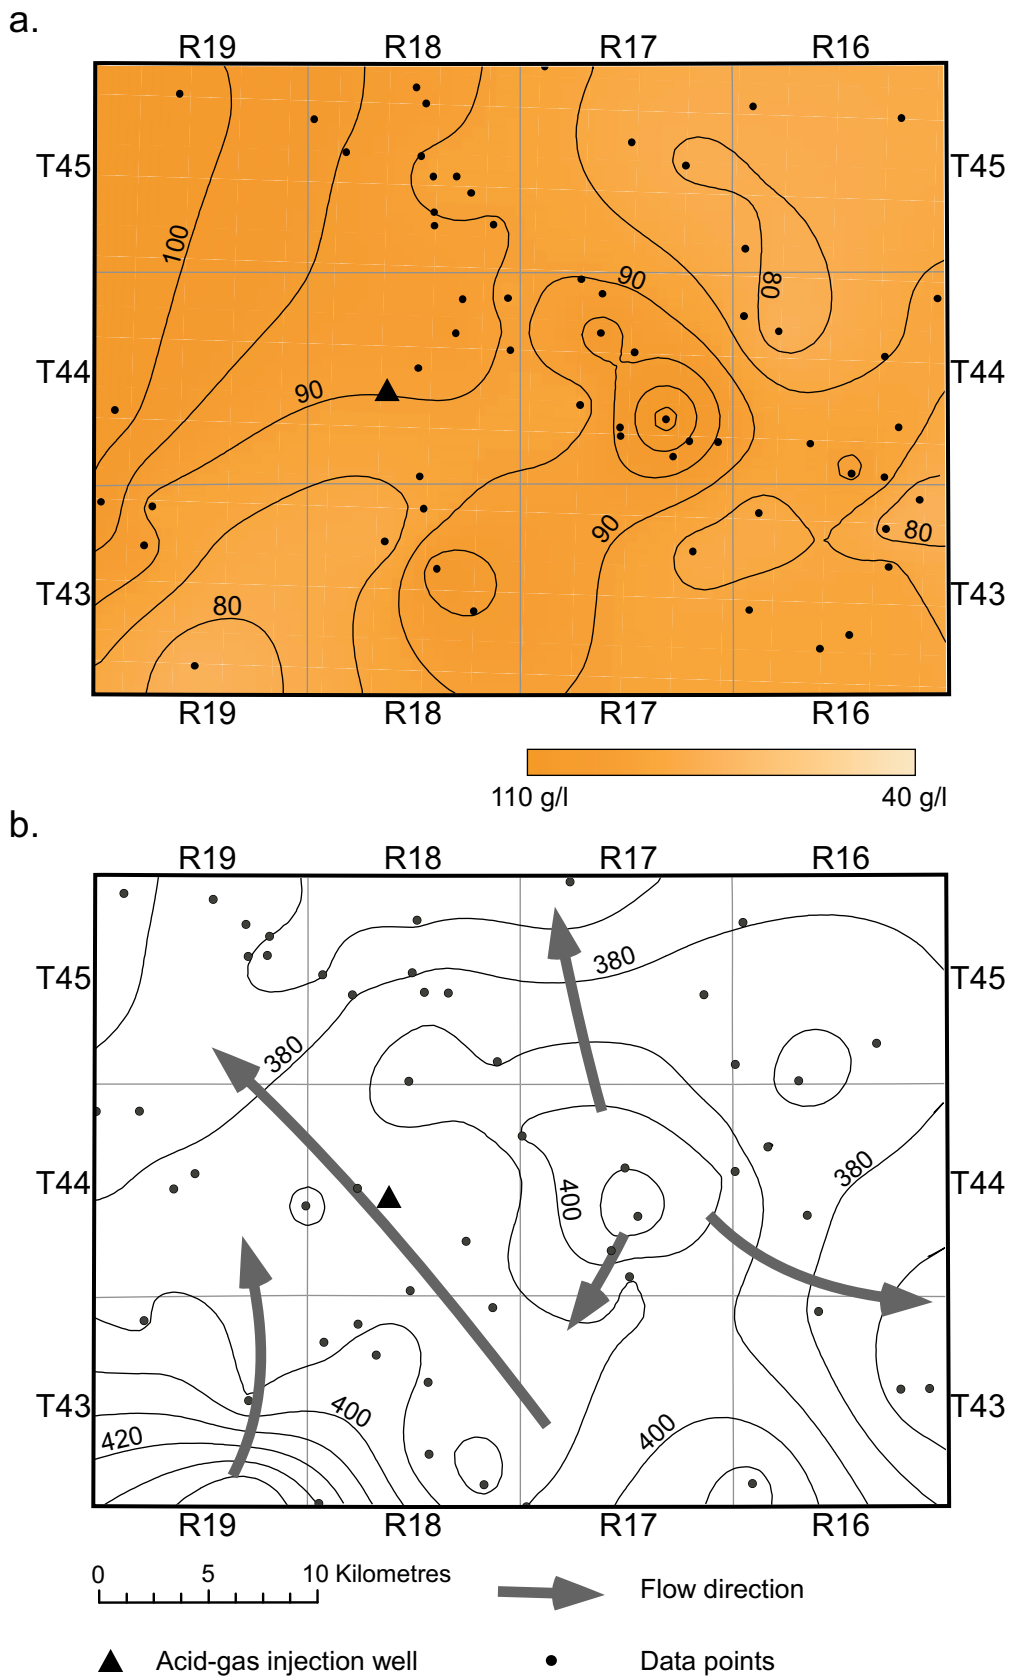 a.
R19 R18 R17 R16
T45 T45
100
90
80
T44 T44
90
90
80
T43 T43
80
R19 R18 R17 R16
110 g/l 40 g/l
b.
R19 R18 R17 R16
380
T45 T45
380
380
T44 T44
400
400
T43 T43
420
400
R19 R18 R17 R16
0 5 10 Kilometres
Flow direction
Acid-gas injection well
Data points